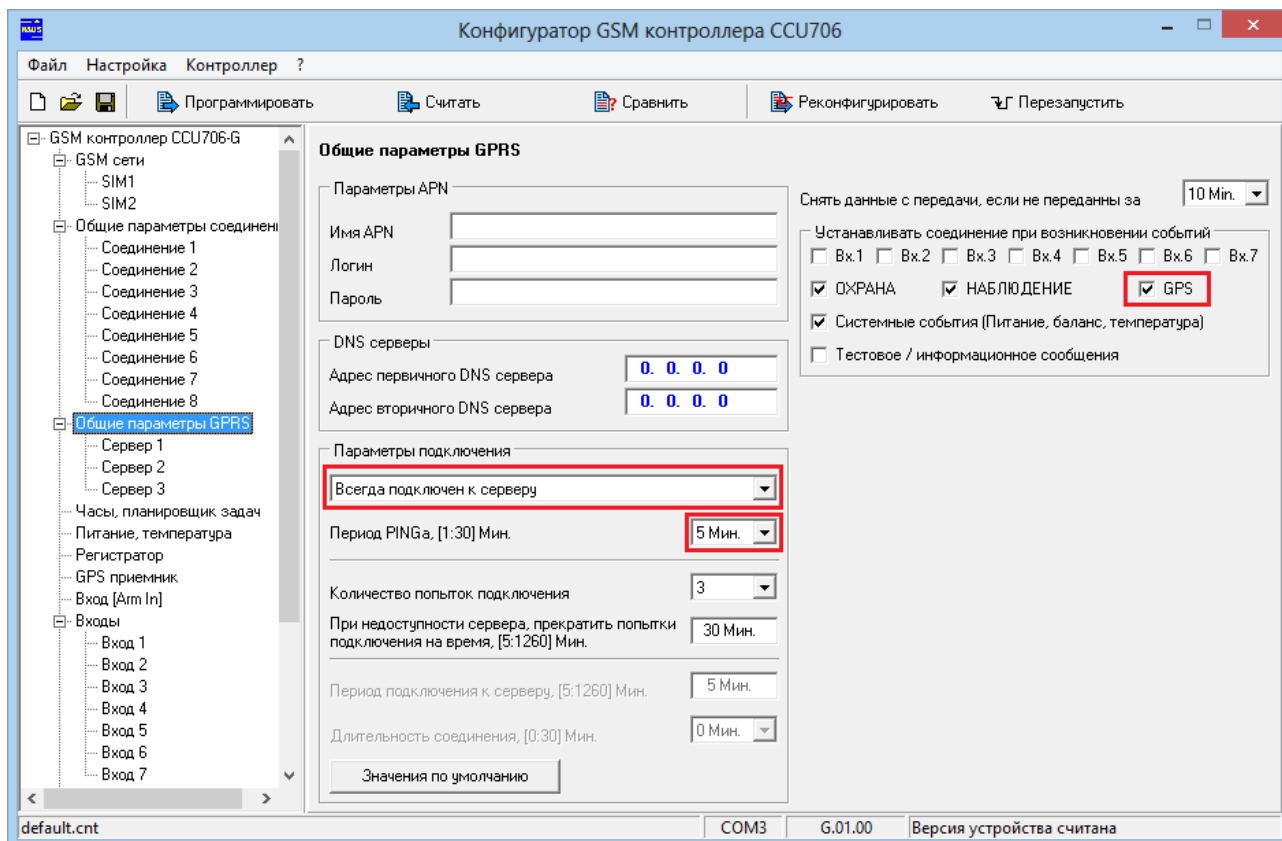 Конфигуратор GSM контроллера CCU706
Файл Настройка Контроллер ?
Программировать Считать Сравнить Реконфигурировать Перезапустить
GSM контроллер CCU706-G
GSM сети
SIM1
SIM2
Общие параметры соединени
Соединение 1
Соединение 2
Соединение 3
Соединение 4
Соединение 5
Соединение 6
Соединение 7
Соединение 8
Общие параметры GPRS
Сервер 1
Сервер 2
Сервер 3
Часы, планировщик задач
Питание, температура
Регистратор
GPS приемник
Вход [Arm In]
Входы
Вход 1
Вход 2
Вход 3
Вход 4
Вход 5
Вход 6
Вход 7
Общие параметры GPRS
Параметры APN
Имя APN
Логин
Пароль
DNS серверы
Адрес первичного DNS сервера 0. 0. 0. 0
Адрес вторичного DNS сервера 0. 0. 0. 0
Параметры подключения
Всегда подключен к серверу
Период PINGa, [1:30] Мин. 5 Мин.
Количество попыток подключения 3
При недоступности сервера, прекратить попытки
подключения на время, [5:1260] Мин. 30 Мин.
Период подключения к серверу, [5:1260] Мин. 5 Мин.
Длительность соединения, [0:30] Мин. 0 Мин.
Значения по умолчанию
Снять данные с передачи, если не переданны за 10 Min.
Устанавливать соединение при возникновении событий
Вх.1 Вх.2 Вх.3 Вх.4 Вх.5 Вх.6 Вх.7
ОХРАНА НАБЛЮДЕНИЕ GPS
Системные события (Питание, баланс, температура)
Тестовое / информационное сообщения
default.cnt COM3 G.01.00 Версия устройства считана